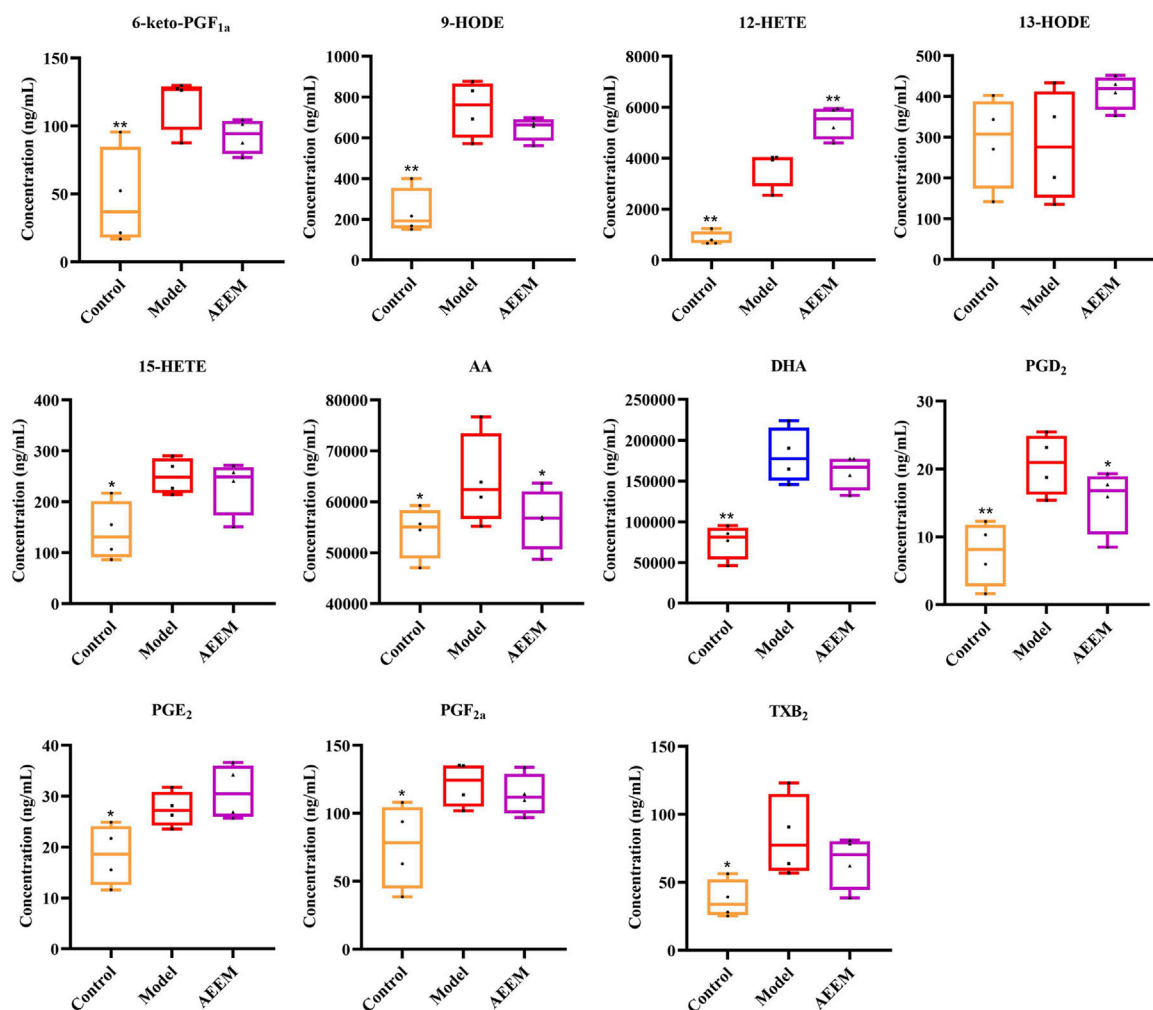 6-keto-PGF1a
9-HODE
12-HETE
13-HODE
Concentration (ng/mL)
150
100
50
0
**
Control
Model
AEEM
Concentration (ng/mL)
1000
800
600
400
200
0
**
Control
Model
AEEM
Concentration (ng/mL)
8000
6000
4000
2000
0
**
**
Control
Model
AEEM
Concentration (ng/mL)
500
400
300
200
100
0
Control
Model
AEEM
15-HETE
AA
DHA
PGD2
Concentration (ng/mL)
400
300
200
100
0
*
Control
Model
AEEM
Concentration (ng/mL)
80000
70000
60000
50000
40000
*
*
Control
Model
AEEM
Concentration (ng/mL)
250000
200000
150000
100000
50000
0
**
Control
Model
AEEM
Concentration (ng/mL)
30
20
10
0
**
*
Control
Model
AEEM
PGE2
PGF2a
TXB2
Concentration (ng/mL)
40
30
20
10
0
*
Control
Model
AEEM
Concentration (ng/mL)
150
100
50
0
*
Control
Model
AEEM
Concentration (ng/mL)
150
100
50
0
*
Control
Model
AEEM